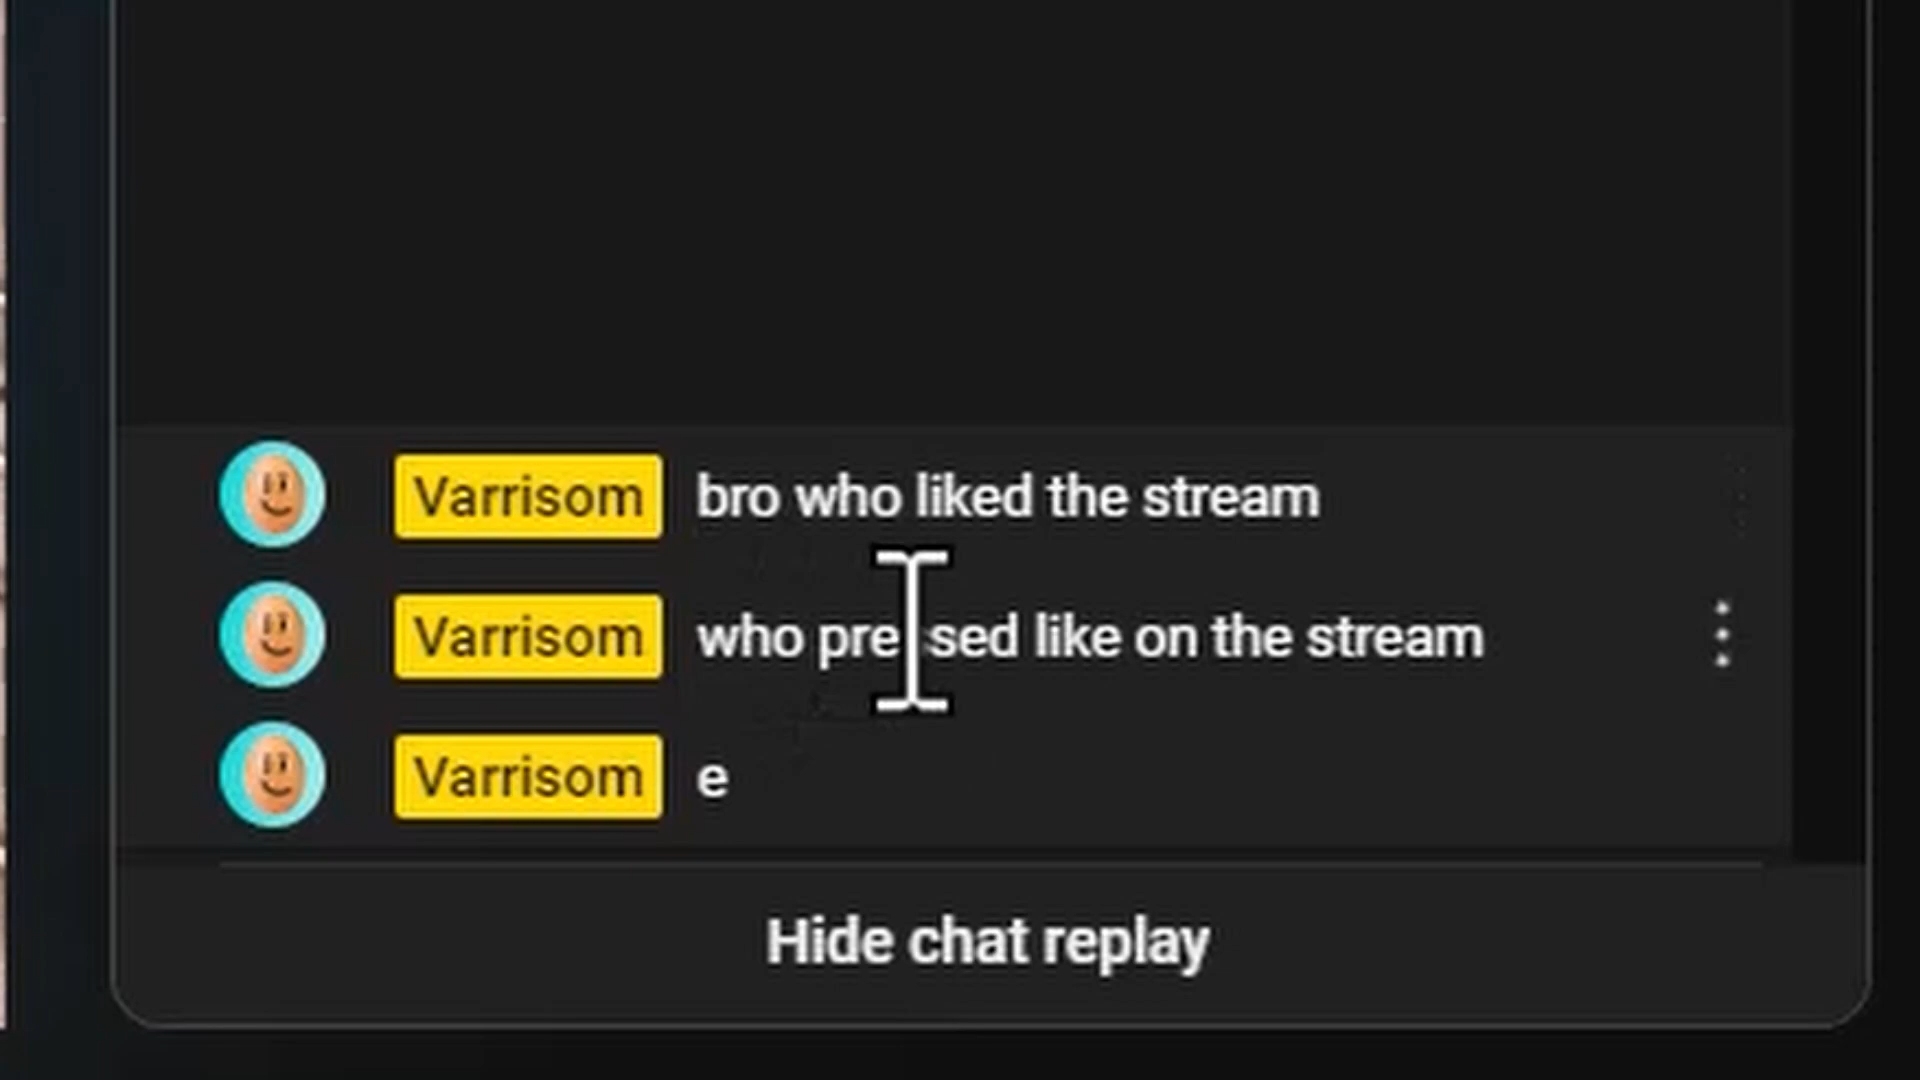 Varrisom bro who liked the stream
Varrisom who pressed like on the stream
Varrisom e
Hide chat replay